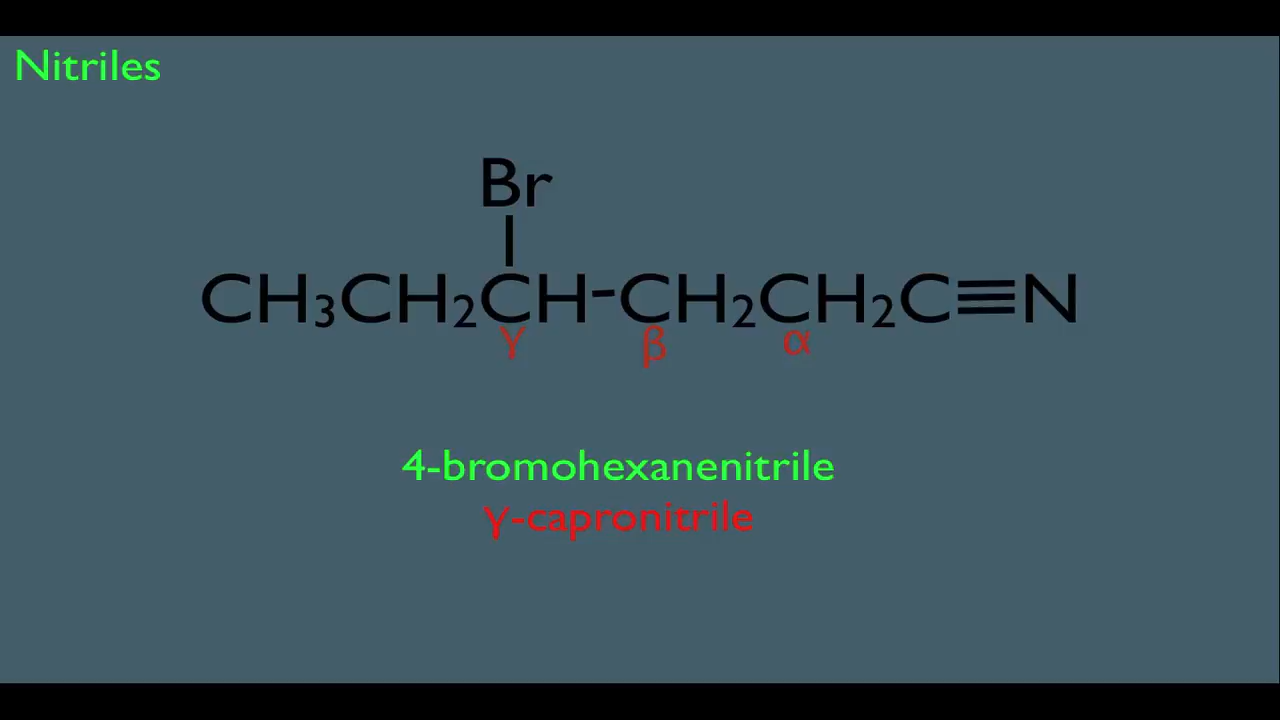 Nitriles
Br
CH₃CH₂CH-CH₂CH₂C≡N
γ β α
4-bromohexanenitrile
γ-capronitrile